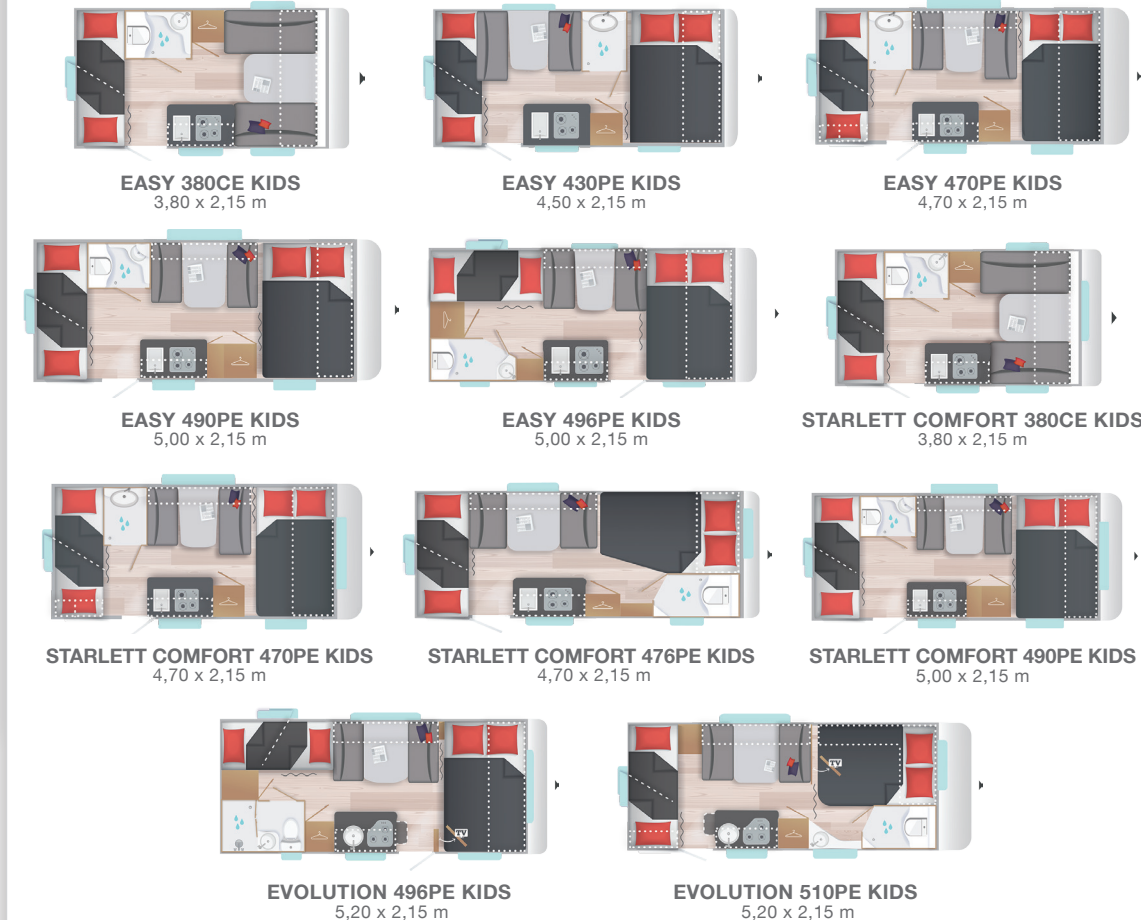 EASY 380CE KIDS
3,80 x 2,15 m
EASY 430PE KIDS
4,50 x 2,15 m
EASY 470PE KIDS
4,70 x 2,15 m
EASY 490PE KIDS
5,00 x 2,15 m
EASY 496PE KIDS
5,00 x 2,15 m
STARLETT COMFORT 380CE KIDS
3,80 x 2,15 m
STARLETT COMFORT 470PE KIDS
4,70 x 2,15 m
STARLETT COMFORT 476PE KIDS
4,70 x 2,15 m
STARLETT COMFORT 490PE KIDS
5,00 x 2,15 m
TV
TV
EVOLUTION 496PE KIDS
5,20 x 2,15 m
EVOLUTION 510PE KIDS
5,20 x 2,15 m